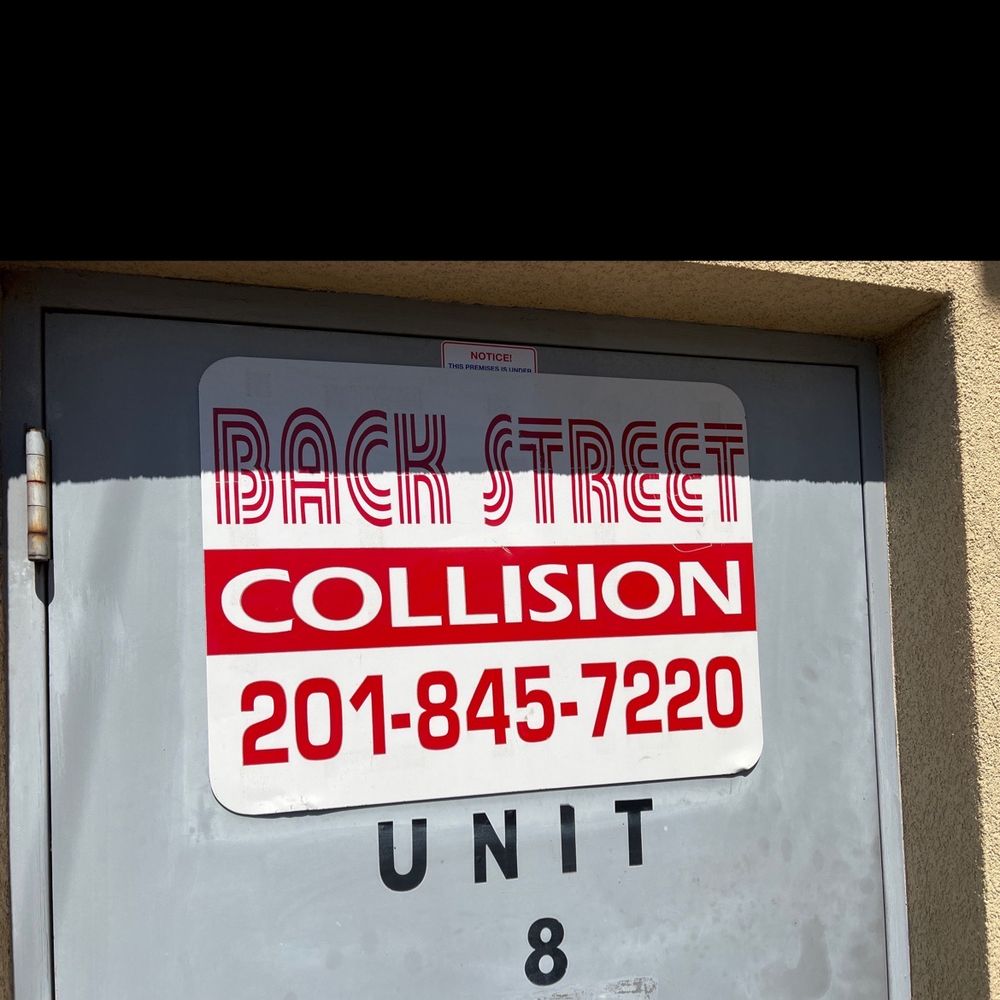 NOTICE!
THIS PREMISES IS UNDER
BACK STREET
COLLISION
201-845-7220
UNIT
8